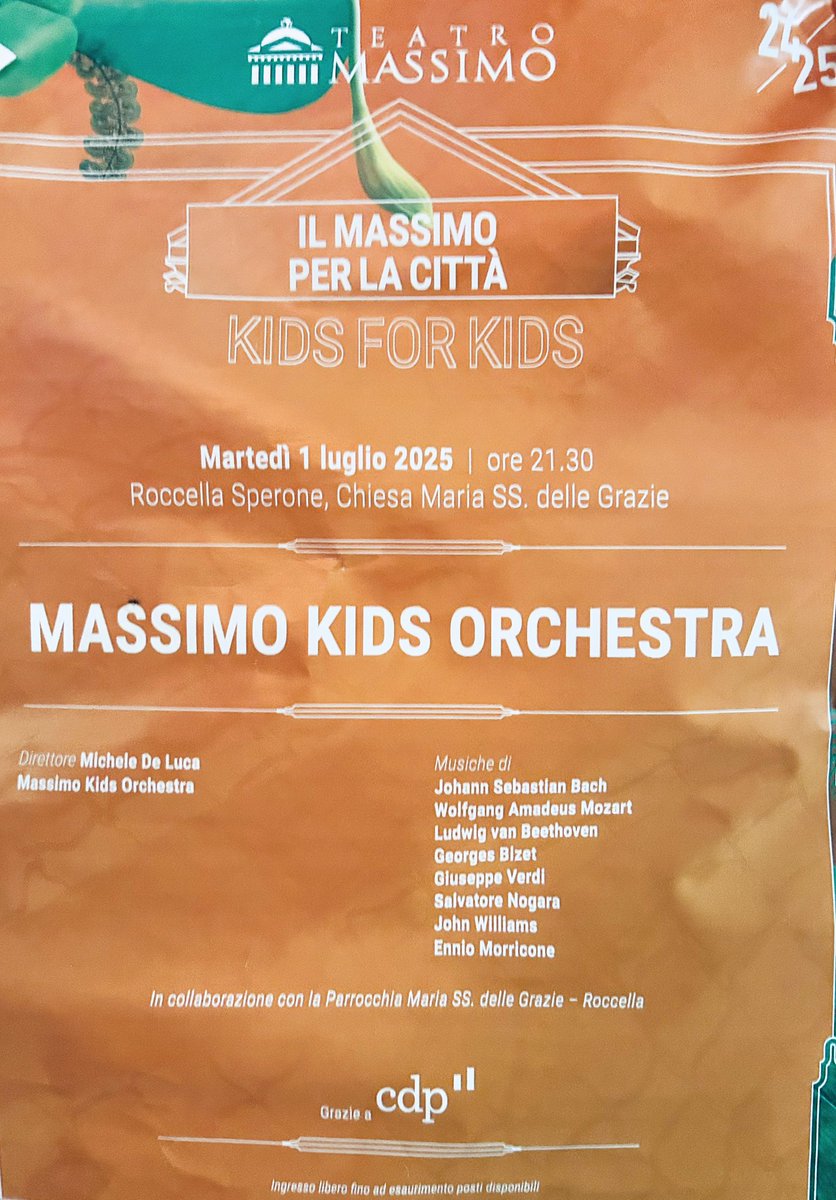 TEATRO
MASSIMO
24
25
IL MASSIMO
PER LA CITTÀ
KIDS FOR KIDS
Martedì 1 luglio 2025 | ore 21.30
Roccella Sperone, Chiesa Maria SS. delle Grazie
MASSIMO KIDS ORCHESTRA
Direttore Michele De Luca
Massimo Kids Orchestra
Musiche di
Johann Sebastian Bach
Wolfgang Amadeus Mozart
Ludwig van Beethoven
Georges Bizet
Giuseppe Verdi
Salvatore Nogara
John Williams
Ennio Morricone
In collaborazione con la Parrocchia Maria SS. delle Grazie – Roccella
Grazie a cdp
Ingresso libero fino ad esaurimento posti disponibili